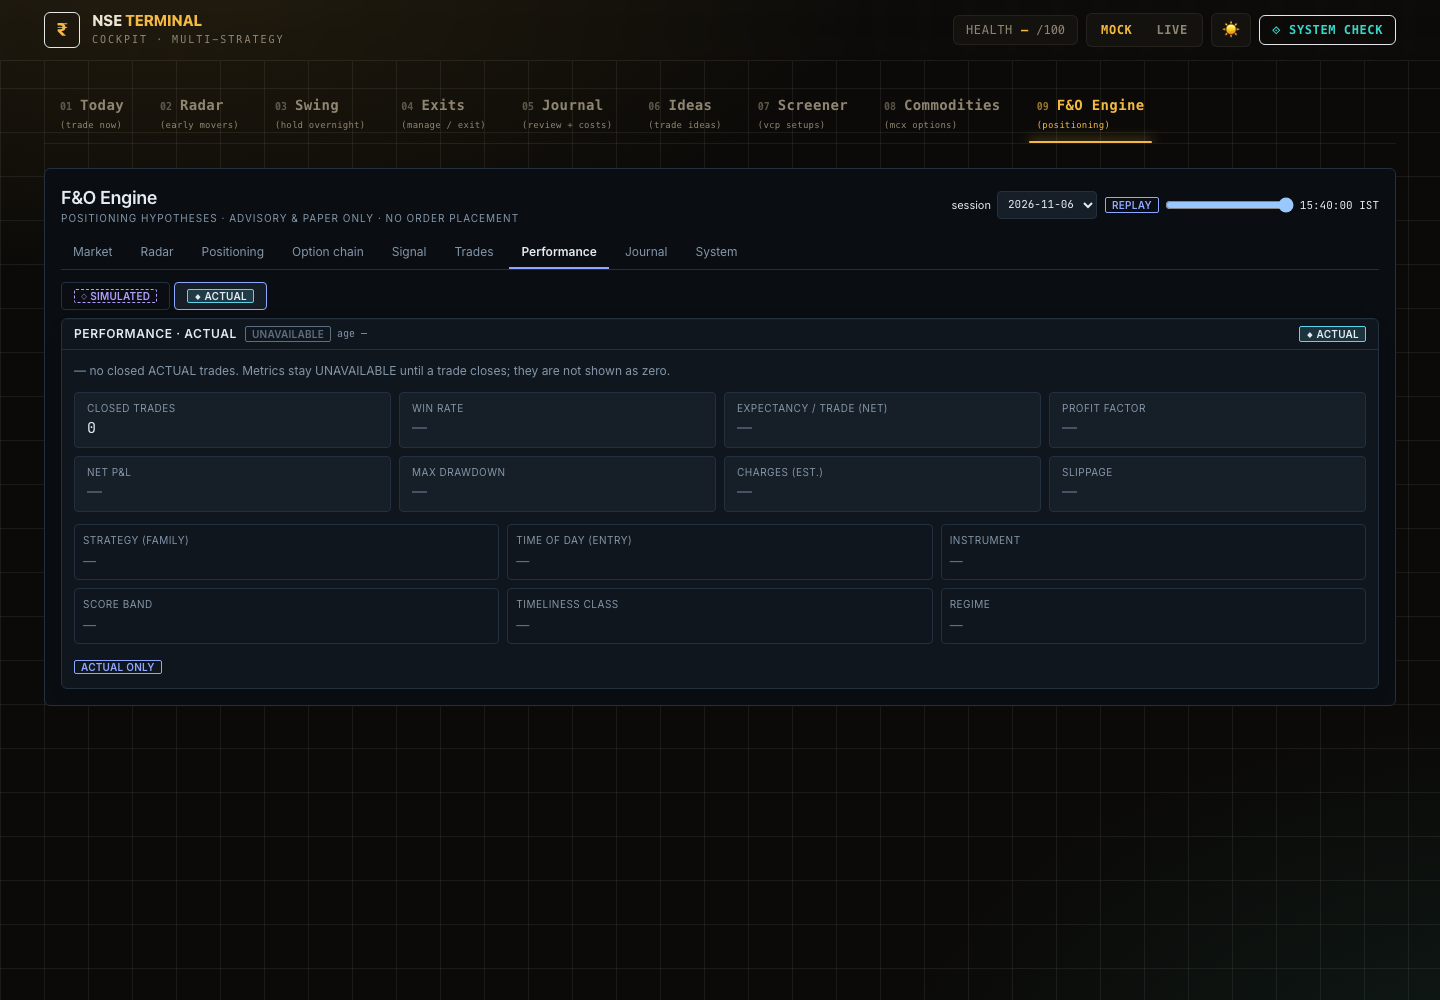 ₹
NSE TERMINAL
COCKPIT · MULTI-STRATEGY
HEALTH — /100
MOCK LIVE
◇ SYSTEM CHECK
01 Today
(trade now)
02 Radar
(early movers)
03 Swing
(hold overnight)
04 Exits
(manage / exit)
05 Journal
(review + costs)
06 Ideas
(trade ideas)
07 Screener
(vcp setups)
08 Commodities
(mcx options)
09 F&O Engine
(positioning)
F&O Engine
POSITIONING HYPOTHESES · ADVISORY & PAPER ONLY · NO ORDER PLACEMENT
session 2026-11-06 REPLAY 15:40:00 IST
Market Radar Positioning Option chain Signal Trades Performance Journal System
◇ SIMULATED ◆ ACTUAL
PERFORMANCE · ACTUAL UNAVAILABLE age —
◆ ACTUAL
— no closed ACTUAL trades. Metrics stay UNAVAILABLE until a trade closes; they are not shown as zero.
CLOSED TRADES
0
WIN RATE
—
EXPECTANCY / TRADE (NET)
—
PROFIT FACTOR
—
NET P&L
—
MAX DRAWDOWN
—
CHARGES (EST.)
—
SLIPPAGE
—
STRATEGY (FAMILY)
—
TIME OF DAY (ENTRY)
—
INSTRUMENT
—
SCORE BAND
—
TIMELINESS CLASS
—
REGIME
—
ACTUAL ONLY